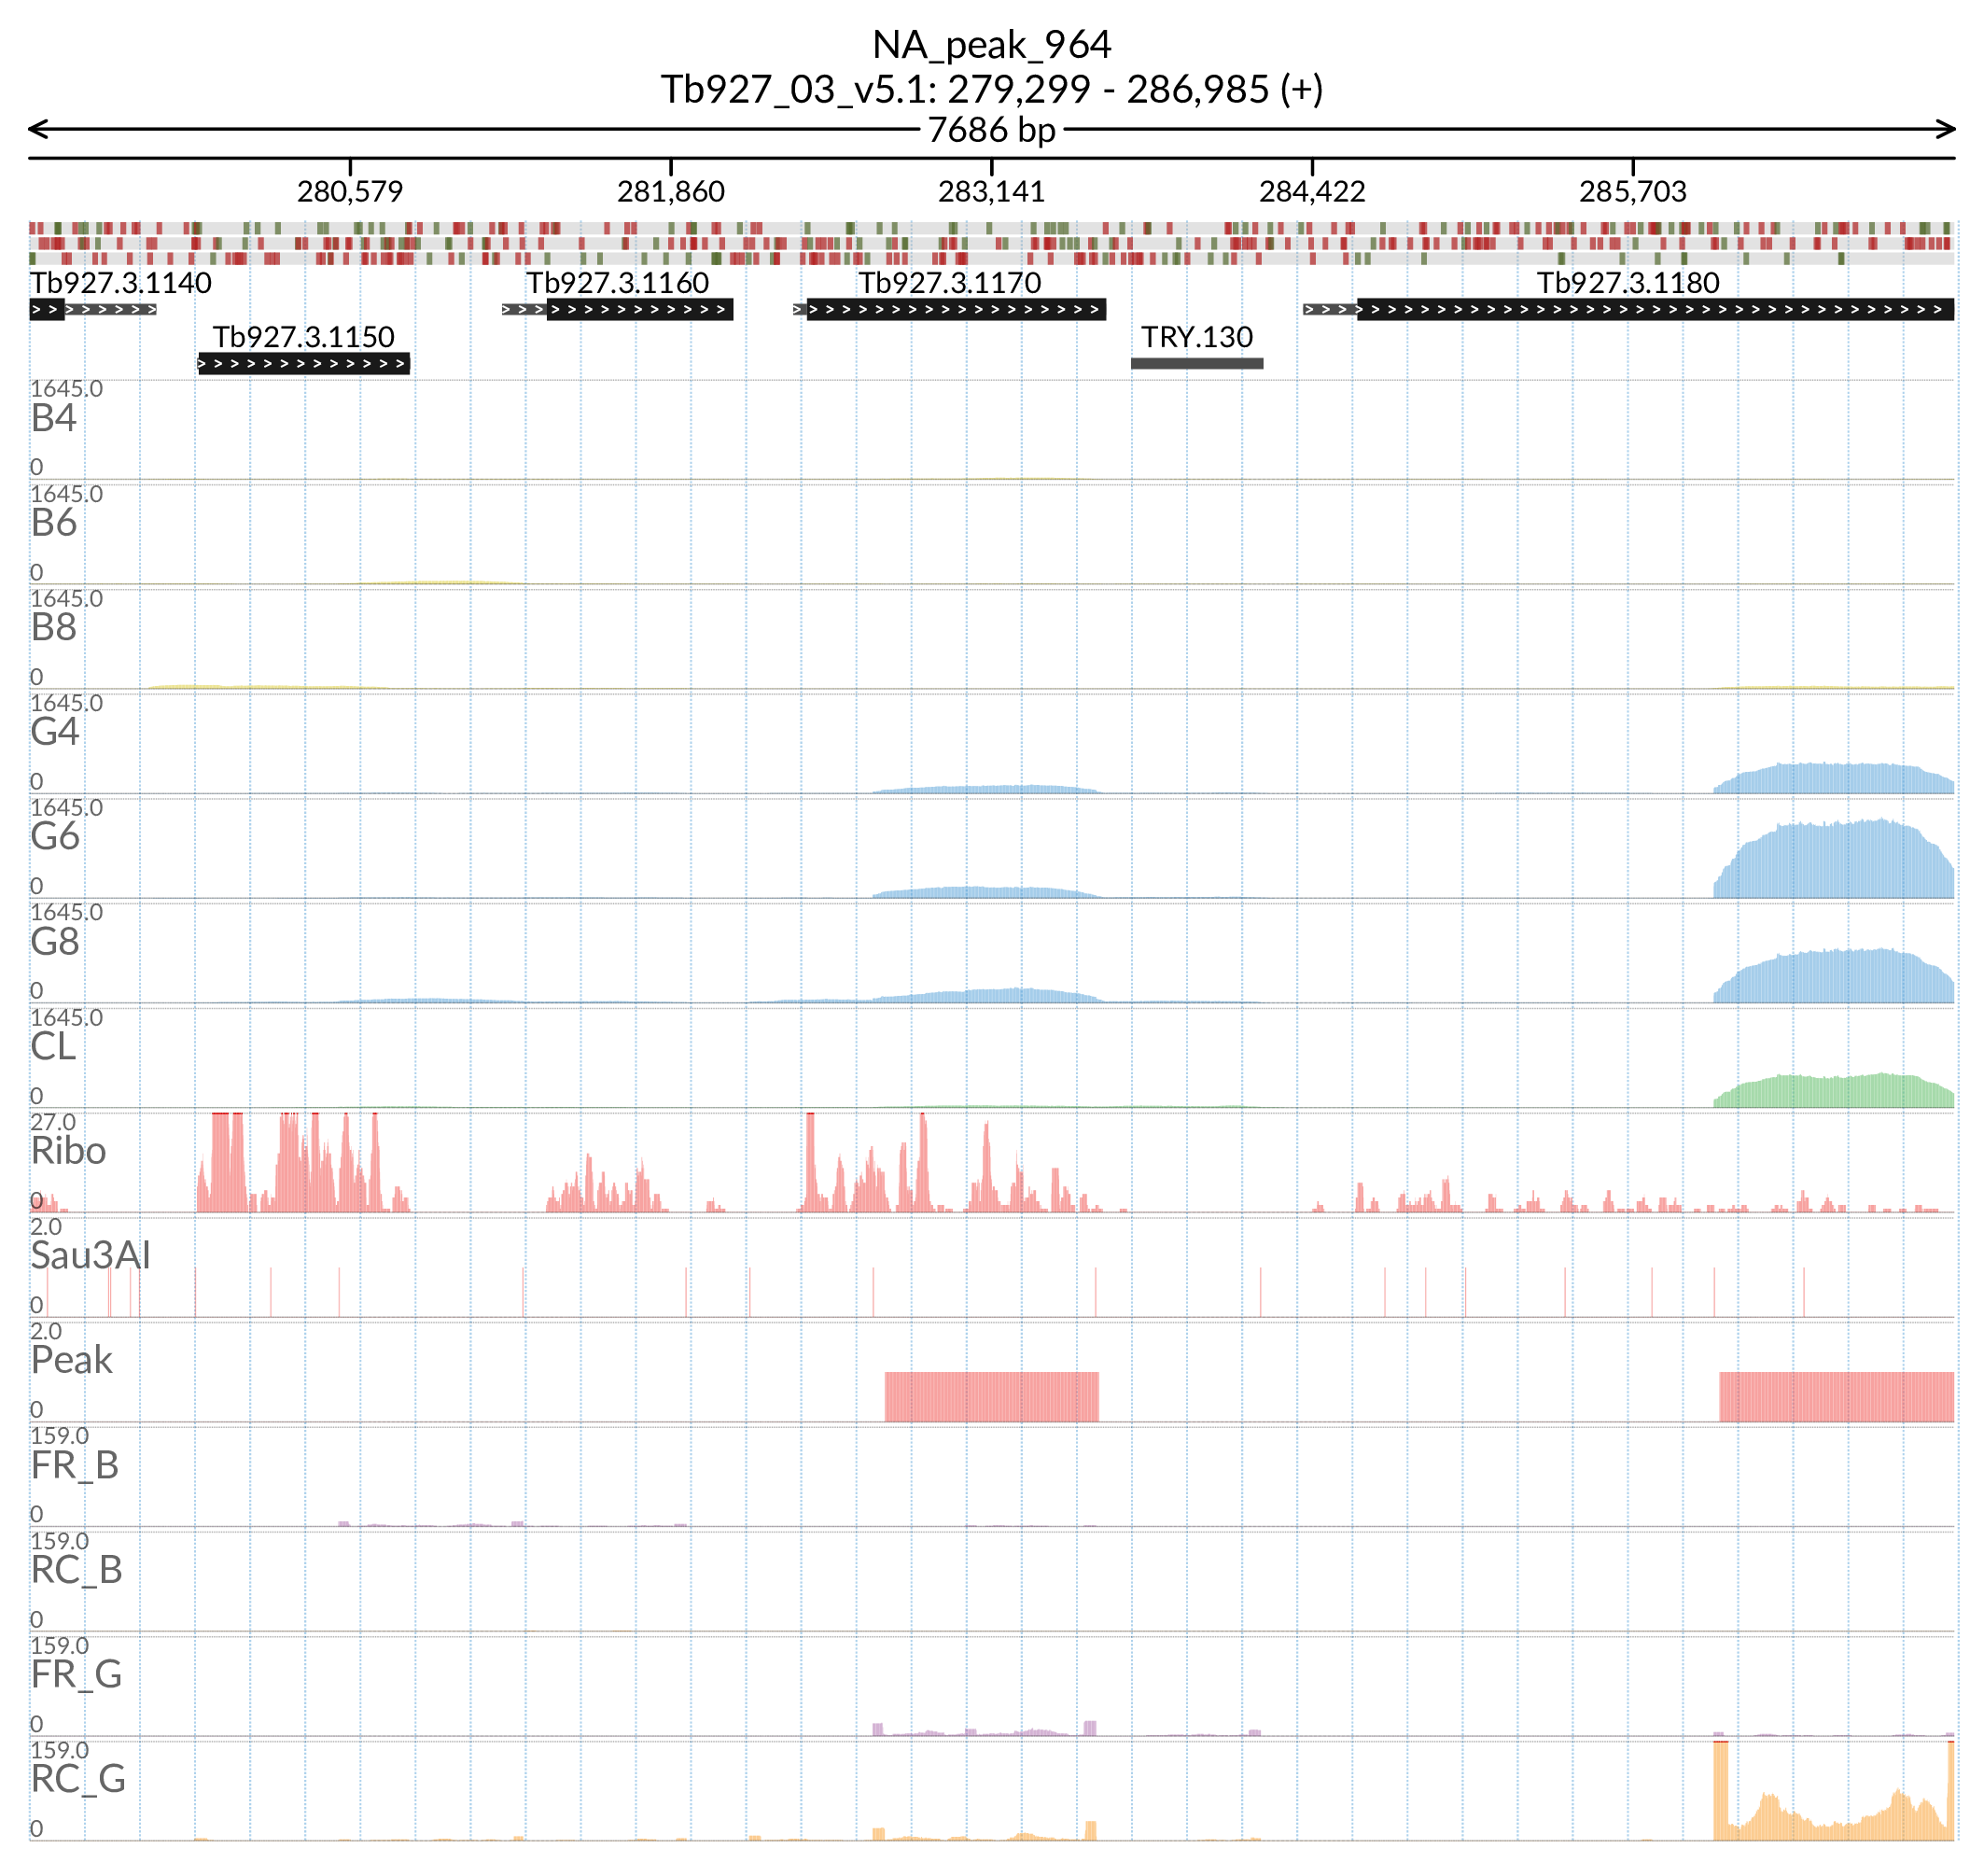 NA_peak_964
Tb927_03_v5.1: 279,299 - 286,985 (+)
7686 bp
280,579 281,860 283,141 284,422 285,703
Tb927.3.1140 Tb927.3.1160 Tb927.3.1170 Tb927.3.1180
Tb927.3.1150 TRY.130
1645.0
B4
0
1645.0
B6
0
1645.0
B8
0
1645.0
G4
0
1645.0
G6
0
1645.0
G8
0
1645.0
CL
0
27.0
Ribo
0
2.0
Sau3AI
0
2.0
Peak
0
159.0
FR_B
0
159.0
RC_B
0
159.0
FR_G
0
159.0
RC_G
0